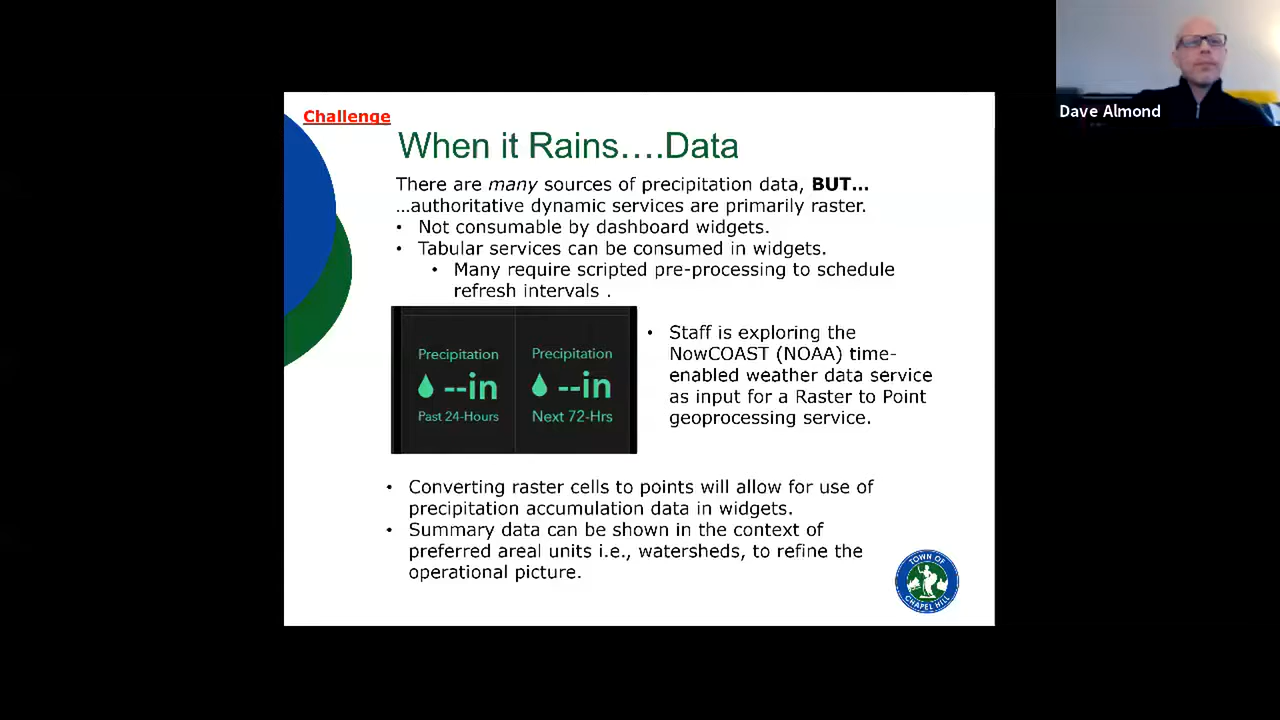 Challenge
When it Rains....Data
There are many sources of precipitation data, BUT…
…authoritative dynamic services are primarily raster.
• Not consumable by dashboard widgets.
• Tabular services can be consumed in widgets.
• Many require scripted pre-processing to schedule
refresh intervals .
Precipitation
--in
Past 24-Hours
Precipitation
--in
Next 72-Hrs
• Staff is exploring the
NowCOAST (NOAA) time-
enabled weather data service
as input for a Raster to Point
geoprocessing service.
• Converting raster cells to points will allow for use of
precipitation accumulation data in widgets.
• Summary data can be shown in the context of
preferred areal units i.e., watersheds, to refine the
operational picture.
TOWN OF
CHAPEL HILL
Dave Almond